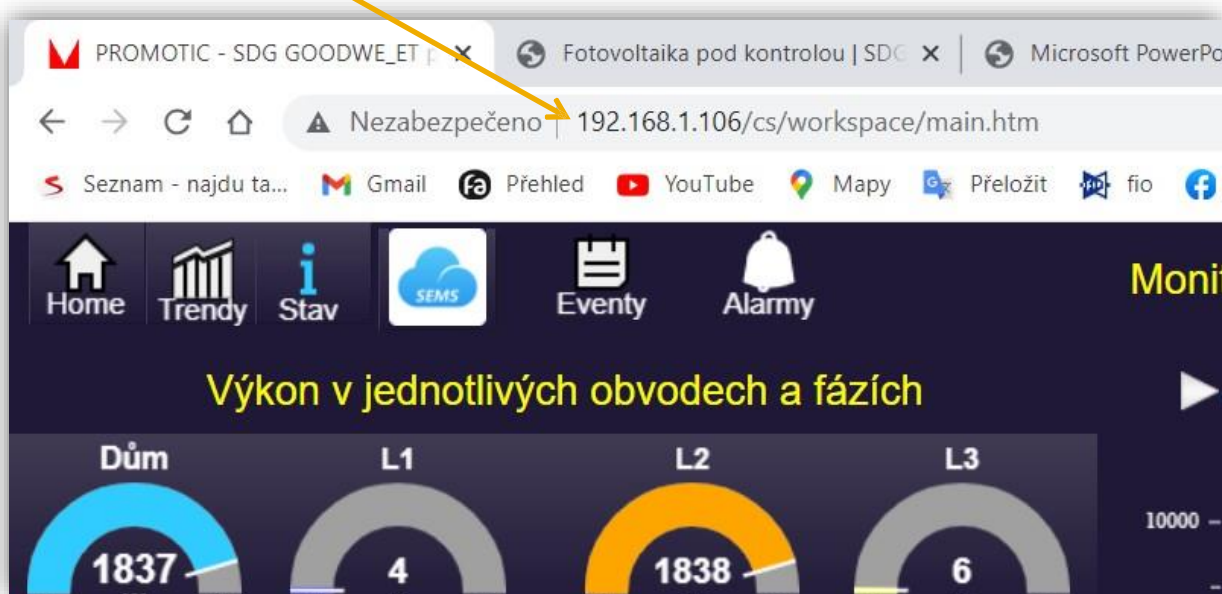 PROMOTIC - SDG GOODWE_ET
Fotovoltaika pod kontrolou | SDG
Microsoft PowerPo
Nezabezpečeno | 192.168.1.106/cs/workspace/main.htm
Seznam - najdu ta...
Gmail
Přehled
YouTube
Mapy
Přeložit
fio
Home
Trendy
Stav
SEMS
Eventy
Alarmy
Monit
Výkon v jednotlivých obvodech a fázích
Dům
L1
L2
L3
10000
1837
4
1838
6